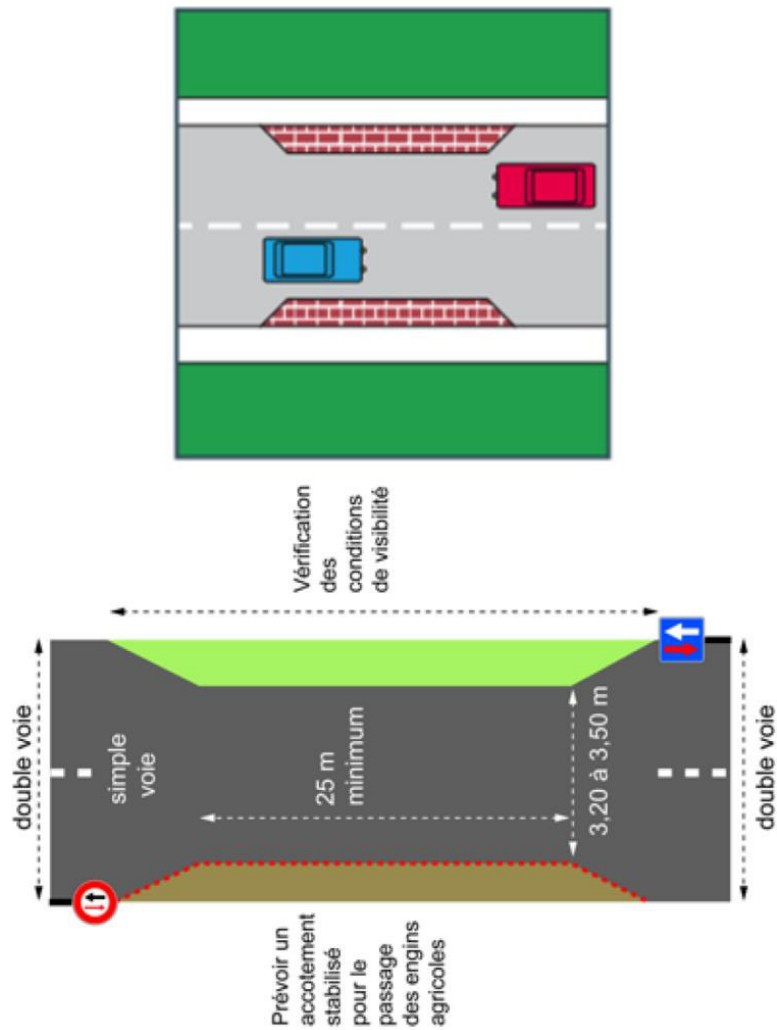 Vérification
des
conditions
de visibilité
double voie
simple
voie
25 m
minimum
3,20 à 3,50 m
double voie
Prévoir un
accotement
stabilisé
pour le
passage
des engins
agricoles